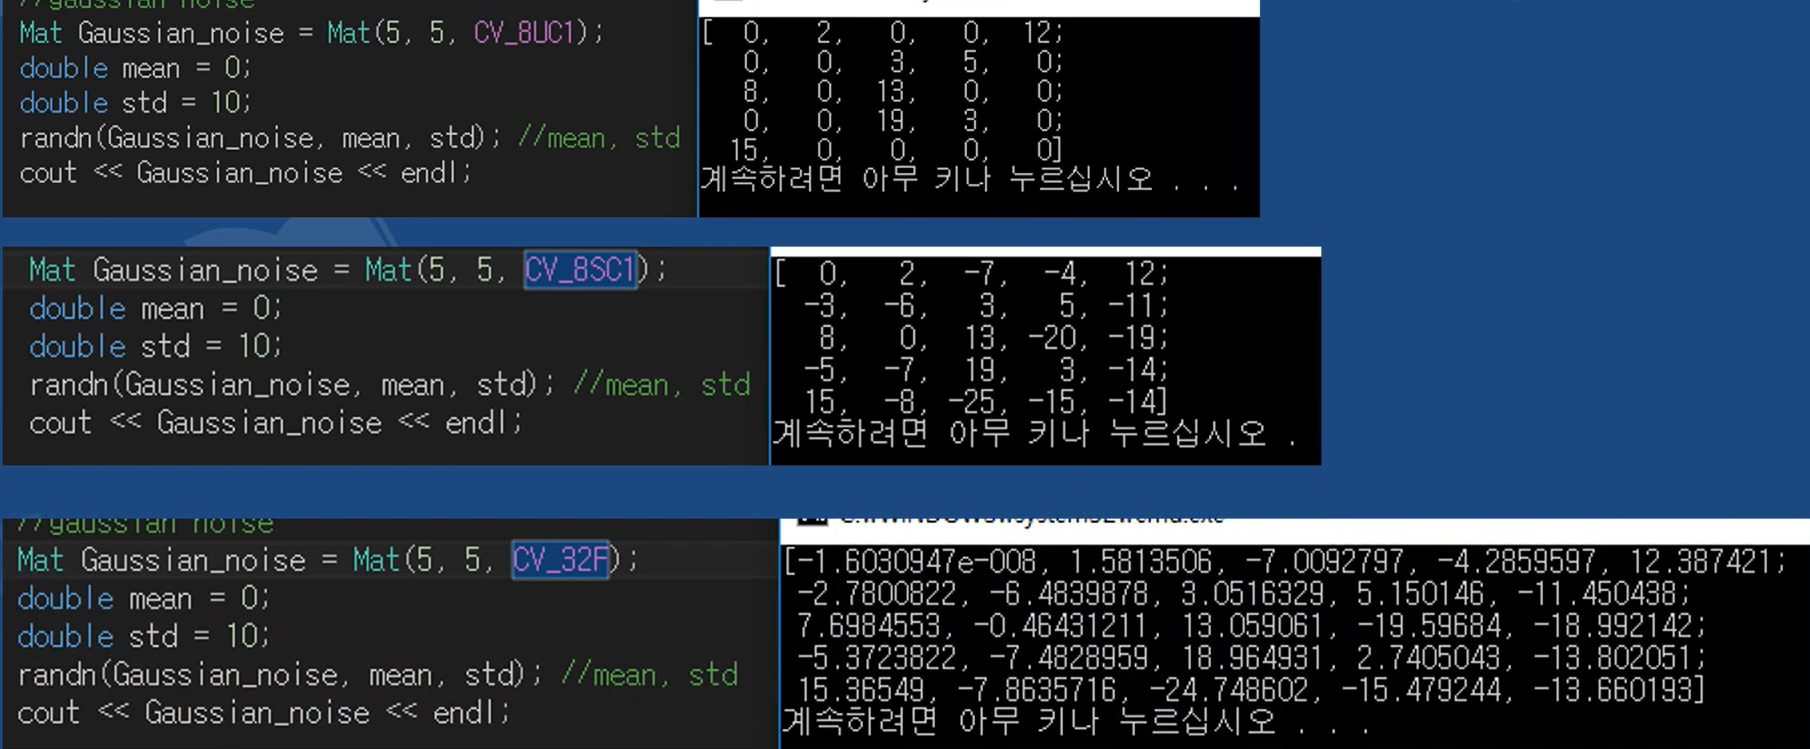 //gaussian noise
Mat Gaussian_noise = Mat(5, 5, CV_8UC1);
double mean = 0;
double std = 10;
randn(Gaussian_noise, mean, std); //mean, std
cout << Gaussian_noise << endl;
[ 0, 2, 0, 0, 12;
0, 0, 3, 5, 0;
8, 0, 13, 0, 0;
0, 0, 19, 3, 0;
15, 0, 0, 0, 0]
계속하려면 아무 키나 누르십시오 . . .
Mat Gaussian_noise = Mat(5, 5, CV_8SC1);
double mean = 0;
double std = 10;
randn(Gaussian_noise, mean, std); //mean, std
cout << Gaussian_noise << endl;
[ 0, 2, -7, -4, 12;
-3, -6, 3, 5, -11;
8, 0, 13, -20, -19;
-5, -7, 19, 3, -14;
15, -8, -25, -15, -14]
계속하려면 아무 키나 누르십시오 .
//gaussian noise
Mat Gaussian_noise = Mat(5, 5, CV_32F);
double mean = 0;
double std = 10;
randn(Gaussian_noise, mean, std); //mean, std
cout << Gaussian_noise << endl;
[-1.6030947e-008, 1.5813506, -7.0092797, -4.2859597, 12.387421;
-2.7800822, -6.4839878, 3.0516329, 5.150146, -11.450438;
7.6984553, -0.46431211, 13.059061, -19.59684, -18.992142;
-5.3723822, -7.4828959, 18.964931, 2.7405043, -13.802051;
15.36549, -7.8635716, -24.748602, -15.479244, -13.660193]
계속하려면 아무 키나 누르십시오 . . .